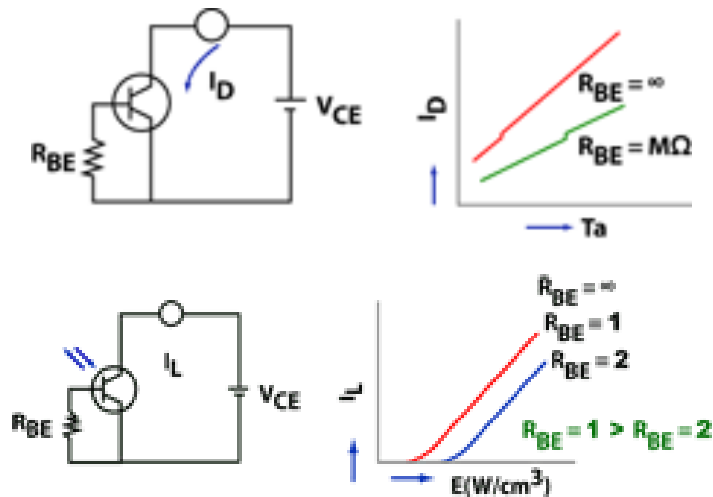 I_D
V_CE
R_BE
I_D
R_BE = ∞
R_BE = MΩ
Ta
I_L
V_CE
R_BE
I_L
R_BE = ∞
R_BE = 1
R_BE = 2
R_BE = 1 > R_BE = 2
E(W/cm³)